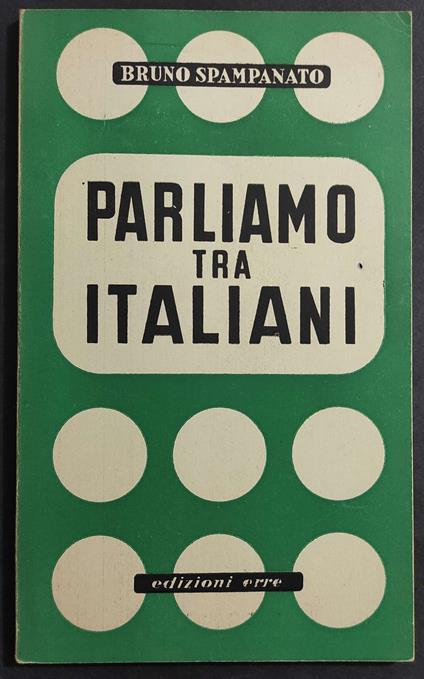 BRUNO SPAMPANATO
PARLIAMO
TRA
ITALIANI
edizioni erre